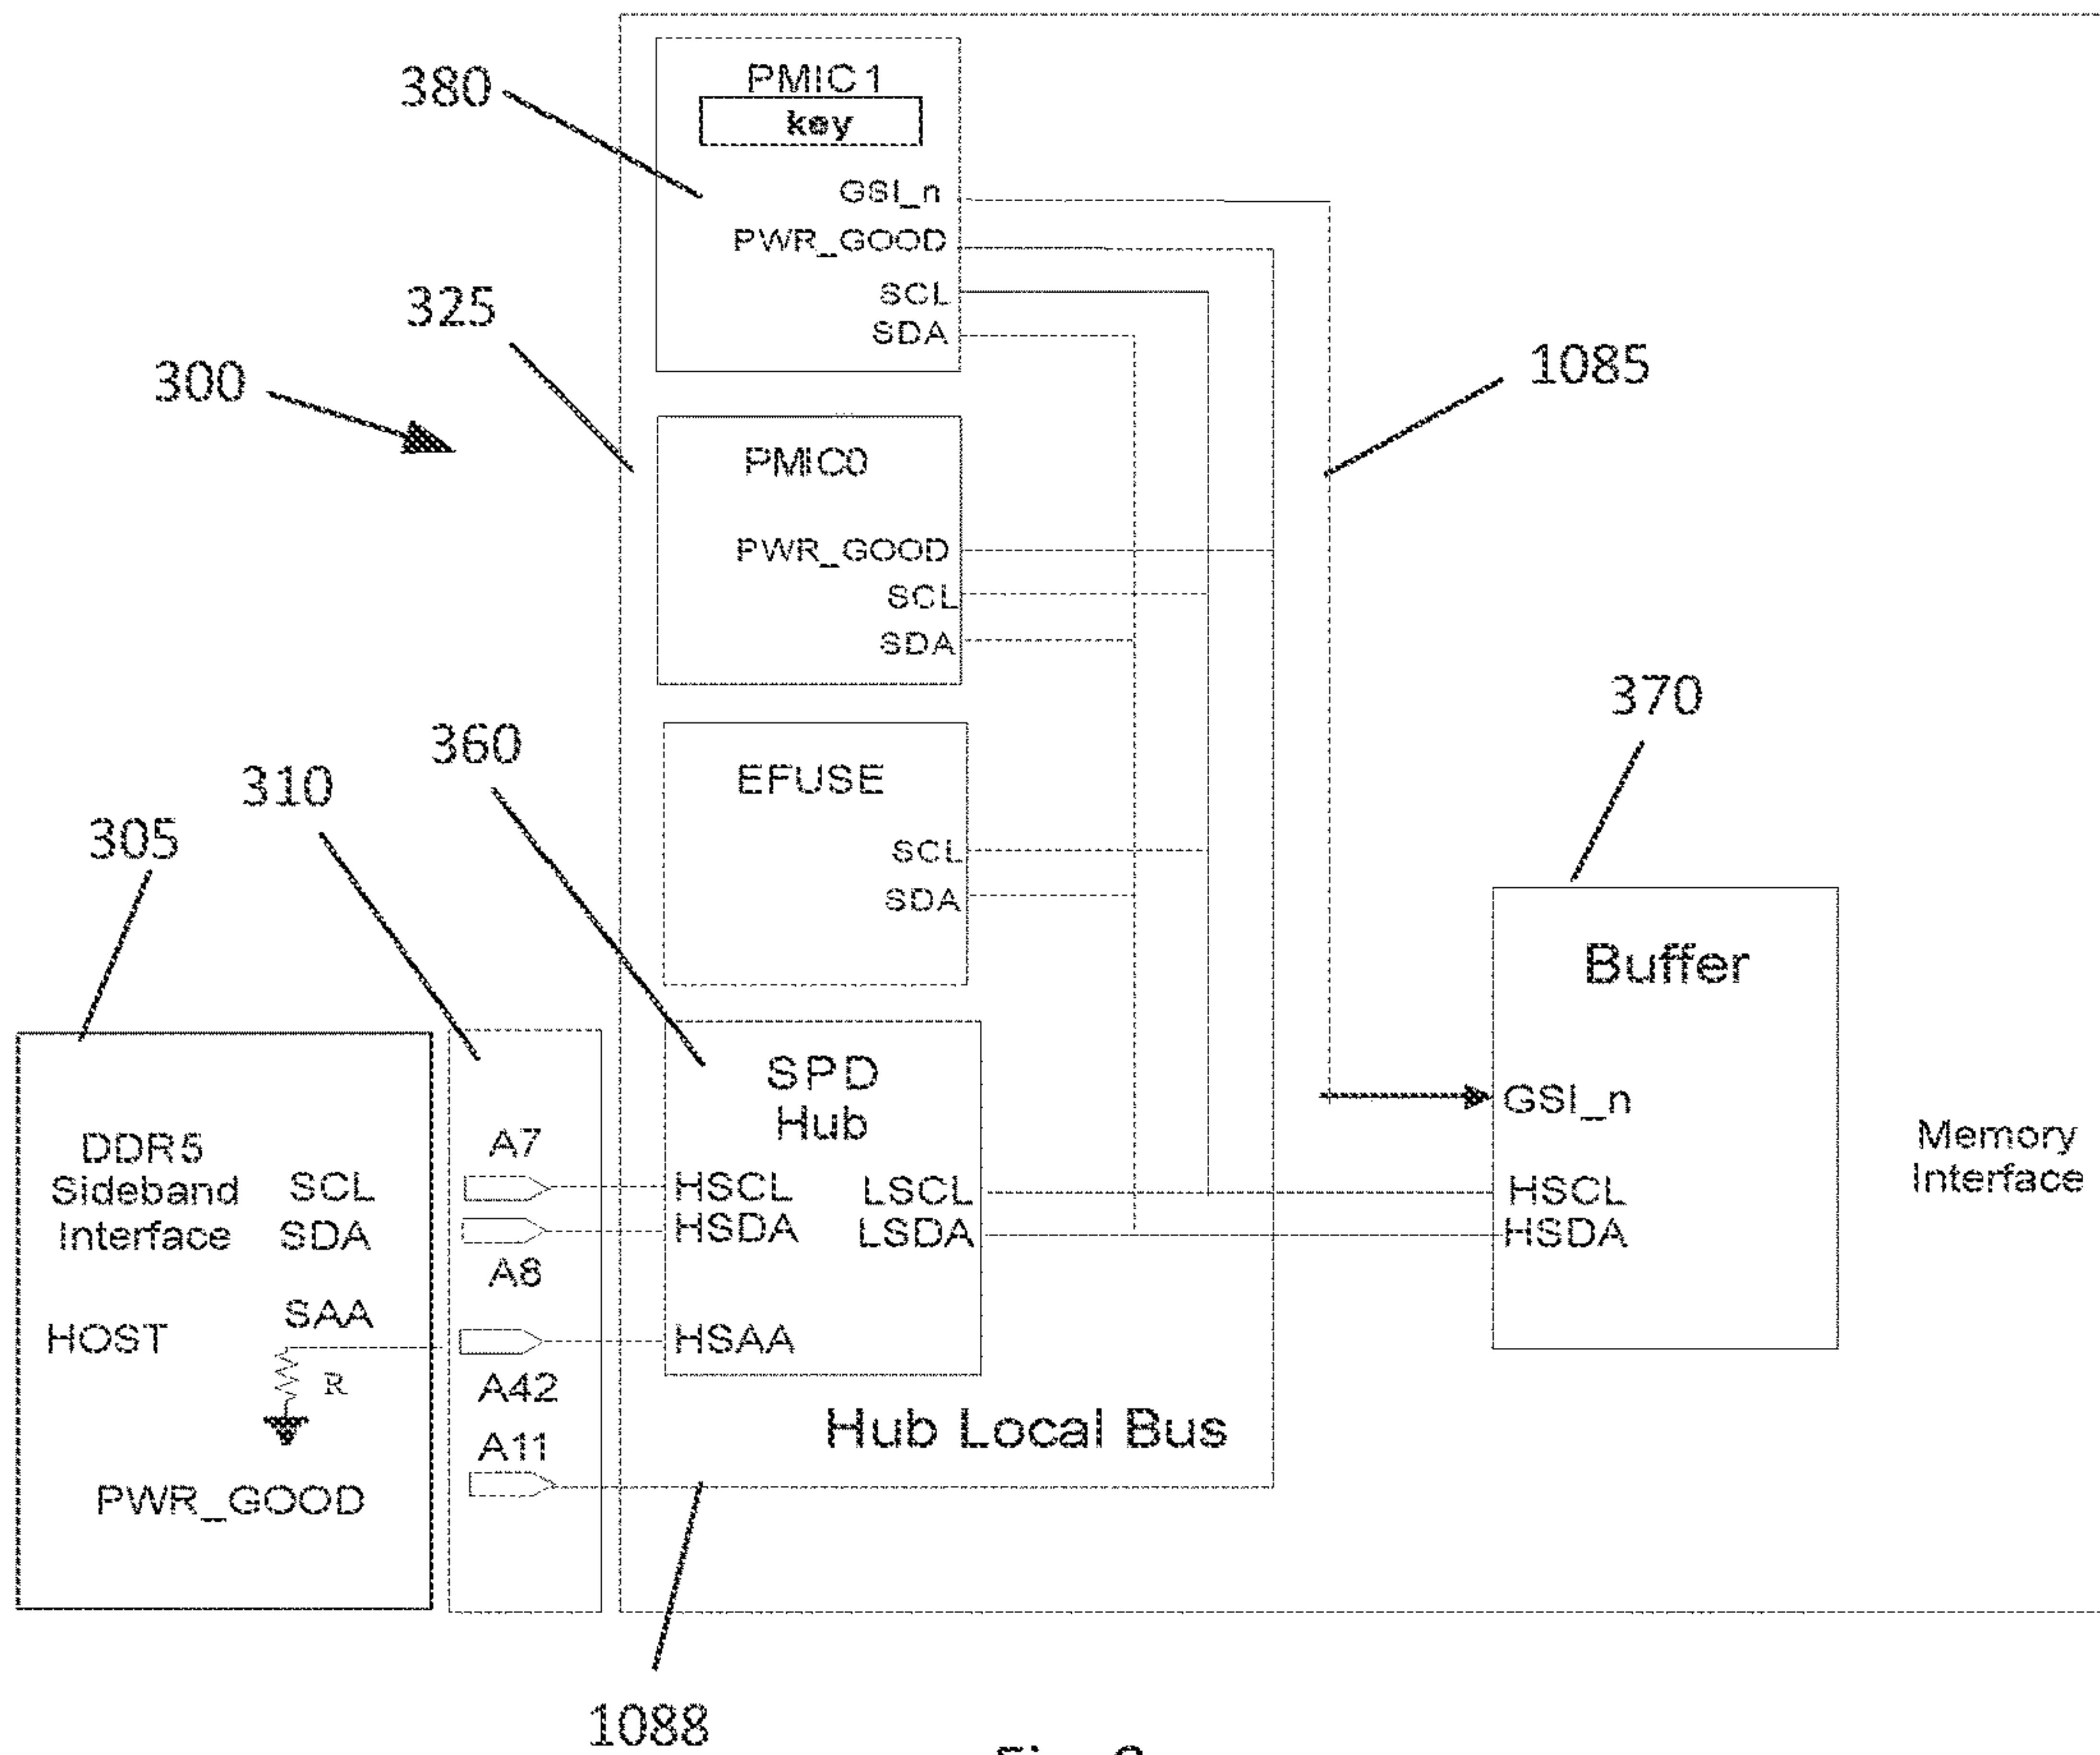 380
PMIC1
key
GSI_n
PWR_GOOD
SCL
SDA
325
300
1085
PMIC0
PWR_GOOD
SCL
SDA
370
360
EFUSE
310
305
SCL
SDA
Buffer
SPD
Hub
GSI_n
Memory
Interface
DDR5
Sideband
Interface
SCL
SDA
A7
HSCL
LSCL
HSCL
HSDA
LSDA
HSDA
A8
SAA
HOST
HSAA
R
A42
A11
Hub Local Bus
PWR_GOOD
1088